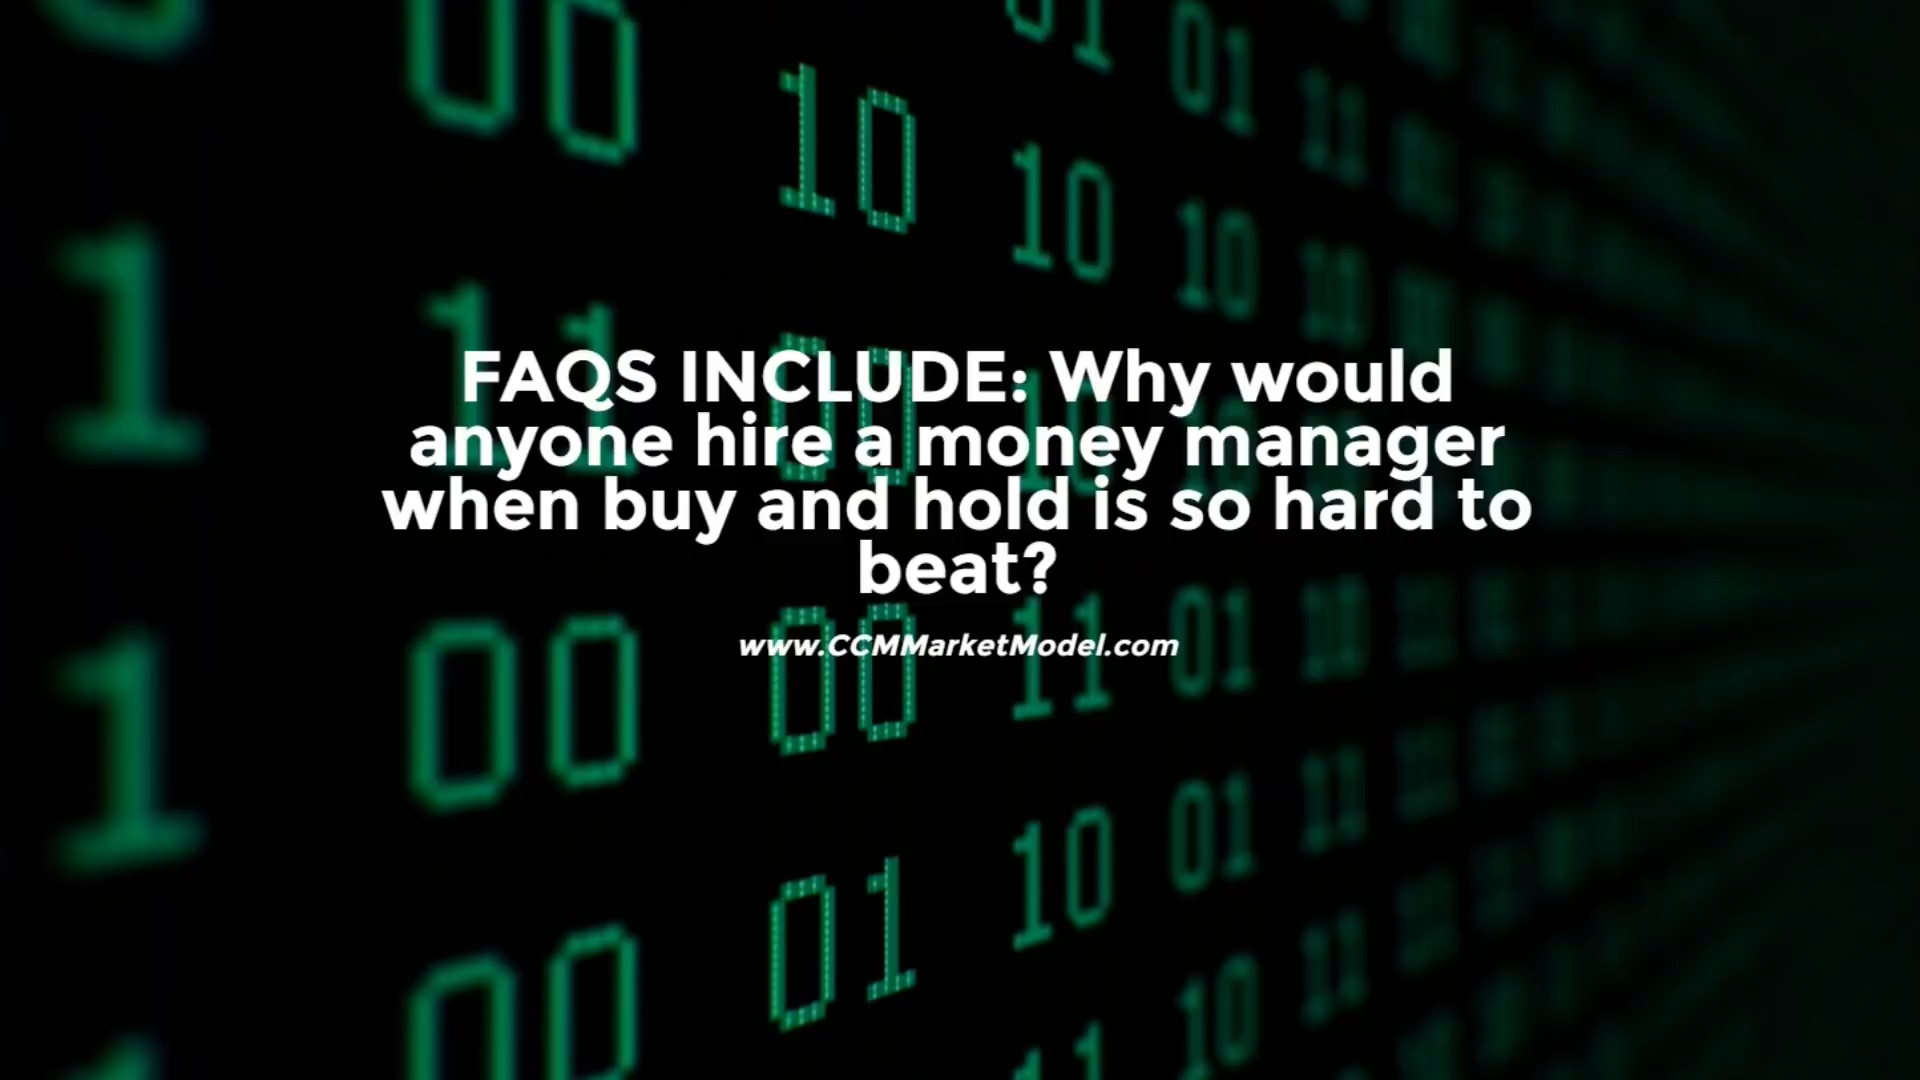 FAQS INCLUDE: Why would
anyone hire a money manager
when buy and hold is so hard to
beat?
www.CCMMarketModel.com